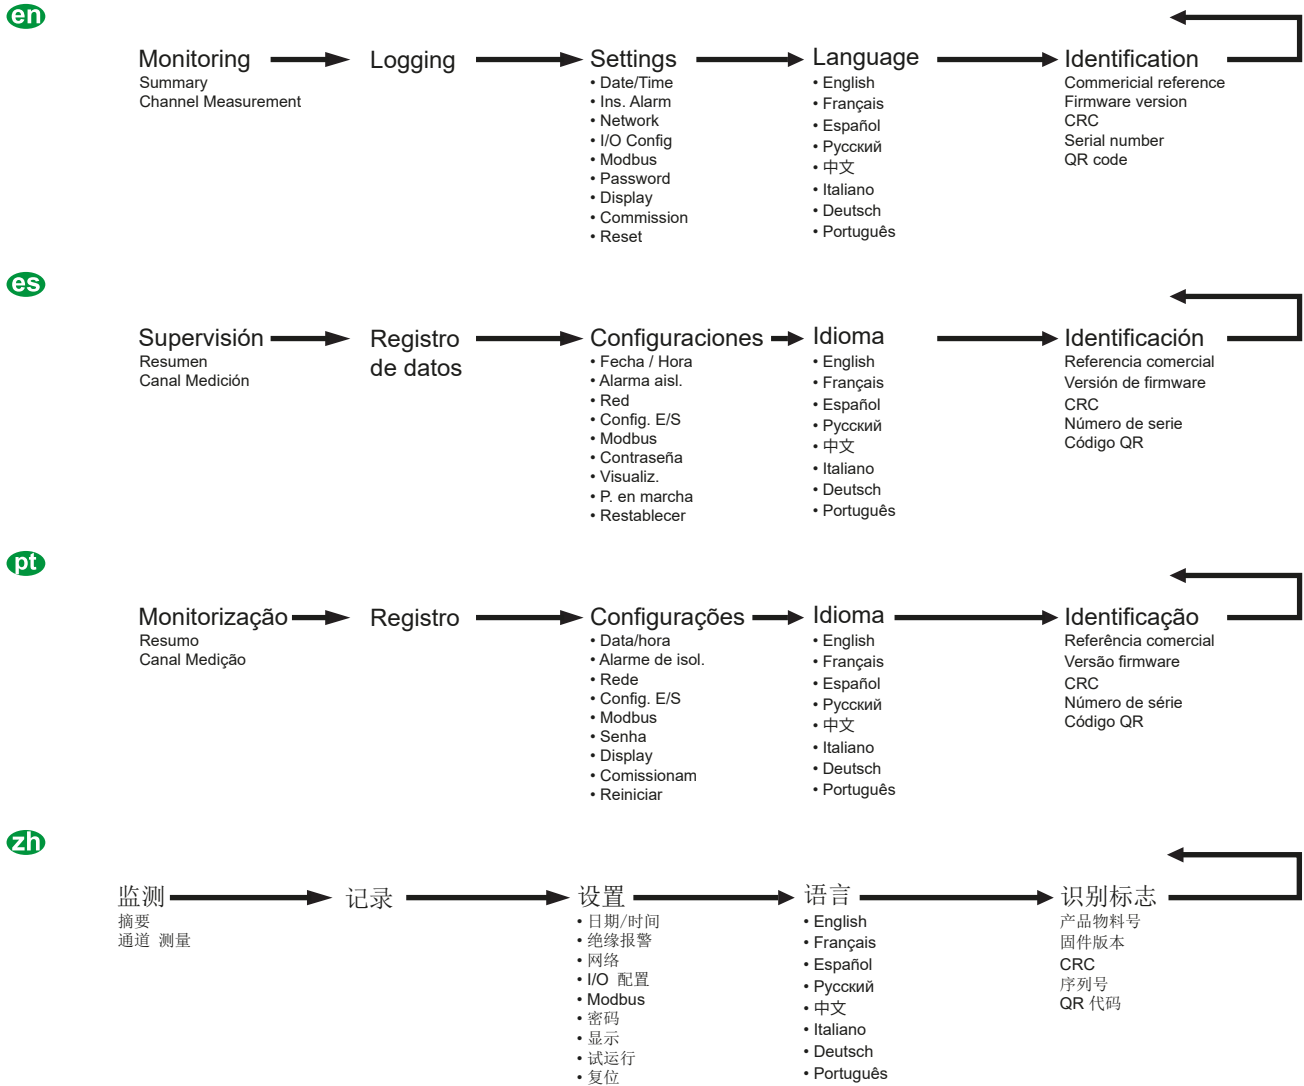 en
Monitoring
Summary
Channel Measurement
Logging
Settings
• Date/Time
• Ins. Alarm
• Network
• I/O Config
• Modbus
• Password
• Display
• Commission
• Reset
Language
• English
• Français
• Español
• Русский
• 中文
• Italiano
• Deutsch
• Português
Identification
Commericial reference
Firmware version
CRC
Serial number
QR code
es
Supervisión
Resumen
Canal Medición
Registro
de datos
Configuraciones
• Fecha / Hora
• Alarma aisl.
• Red
• Config. E/S
• Modbus
• Contraseña
• Visualiz.
• P. en marcha
• Restablecer
Idioma
• English
• Français
• Español
• Русский
• 中文
• Italiano
• Deutsch
• Português
Identificación
Referencia comercial
Versión de firmware
CRC
Número de serie
Código QR
pt
Monitorização
Resumo
Canal Medição
Registro
Configurações
• Data/hora
• Alarme de isol.
• Rede
• Config. E/S
• Modbus
• Senha
• Display
• Comissionam
• Reiniciar
Idioma
• English
• Français
• Español
• Русский
• 中文
• Italiano
• Deutsch
• Português
Identificação
Referência comercial
Versão firmware
CRC
Número de série
Código QR
zh
监测
摘要
通道 测量
记录
设置
• 日期/时间
• 绝缘报警
• 网络
• I/O 配置
• Modbus
• 密码
• 显示
• 试运行
• 复位
语言
• English
• Français
• Español
• Русский
• 中文
• Italiano
• Deutsch
• Português
识别标志
产品物料号
固件版本
CRC
序列号
QR 代码